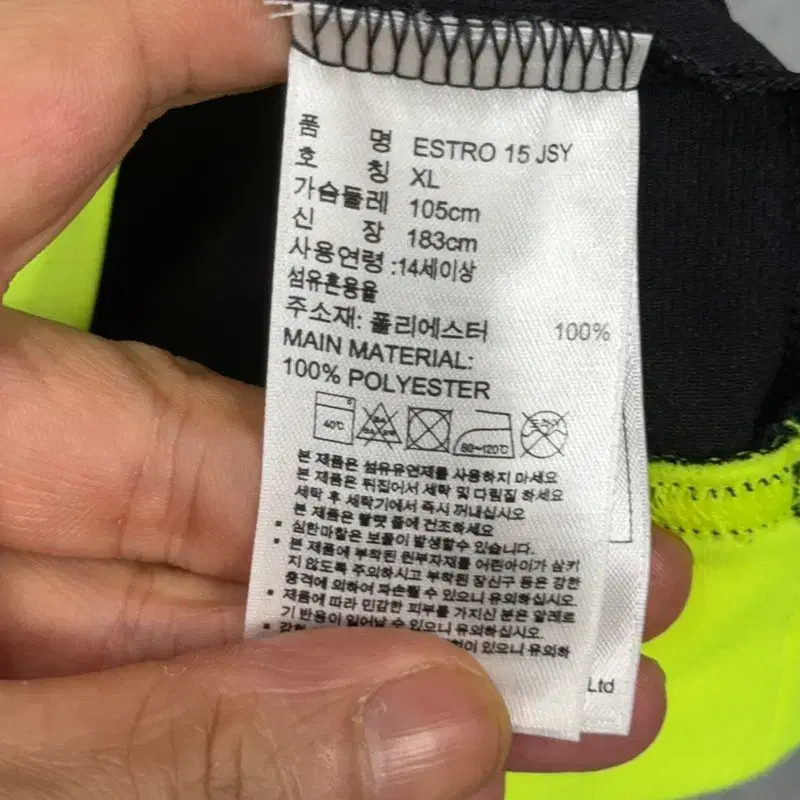 품 명 ESTRO 15 JSY
호 칭 XL
가슴둘레 105cm
신 장 183cm
사용연령 :14세이상
섬유혼용율
주소재: 폴리에스터 100%
MAIN MATERIAL:
100% POLYESTER
40℃ 80~120℃ 드라이
본 제품은 섬유유연제를 사용하지 마세요
본 제품은 뒤집어서 세탁 및 다림질 하세요
세탁 후 세탁기에서 즉시 꺼내십시오
본 제품은 빨랫 줄에 건조하세요
▪ 심한마찰은 보풀이 발생할수 있습니다.
▪ 본 제품에 부착된 원부자재를 어린아이가 삼키
지 않도록 주의하시고 부착된 장신구 등은 강한
충격에 의하여 파손될 수 있으니 유의하십시오
▪ 제품에 따라 민감한 피부를 가지신 분은 알레르
기 반응이 일어날 수 있으니 유의하십시오
있으니 유의하
Ltd